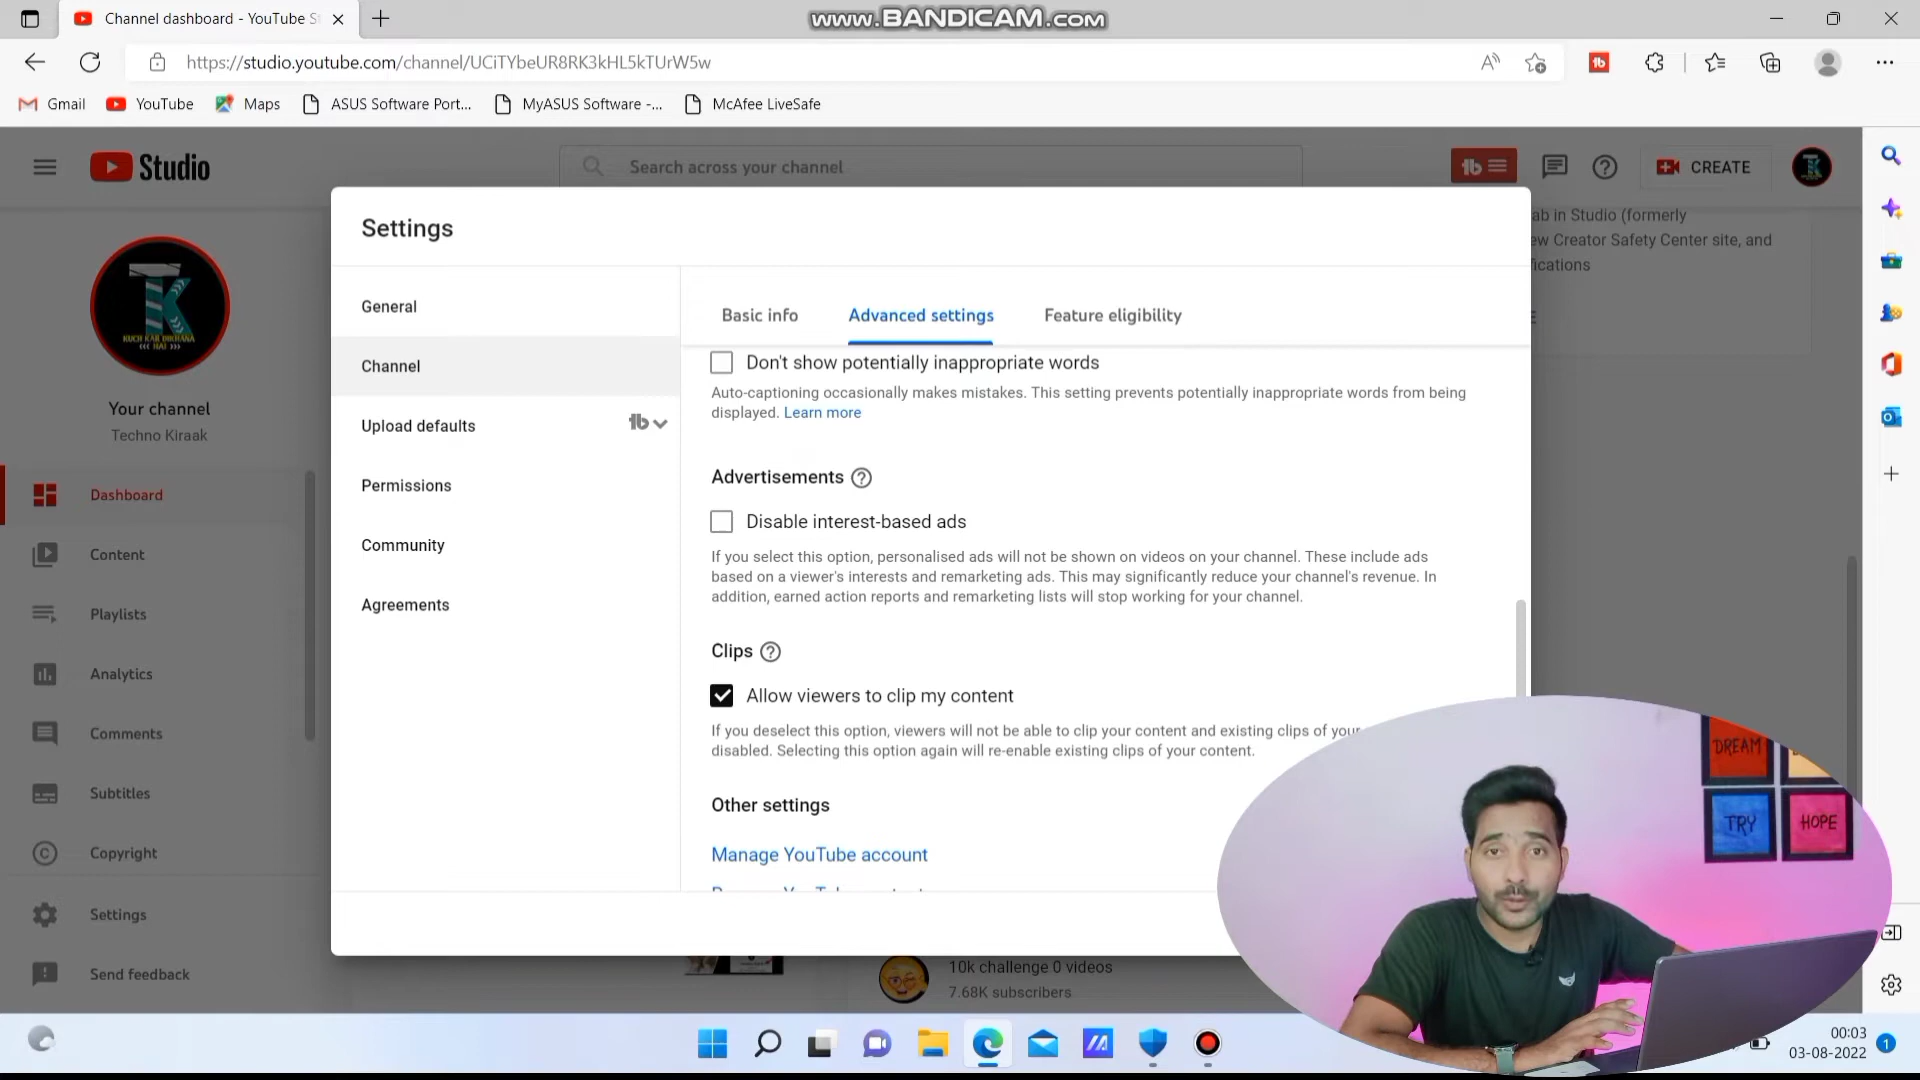 Channel dashboard - YouTube S
www.BANDICAM.com
https://studio.youtube.com/channel/UCiTYbeUR8RK3kHL5kTUrW5w
Gmail
YouTube
Maps
ASUS Software Port...
MyASUS Software -...
McAfee LiveSafe
Studio
Search across your channel
CREATE
ab in Studio (formerly
ew Creator Safety Center site, and
fications
KUCH KAR DIKHANA
HAI
Your channel
Techno Kiraak
Dashboard
Content
Playlists
Analytics
Comments
Subtitles
Copyright
Settings
Send feedback
Settings
General
Channel
Upload defaults
Permissions
Community
Agreements
Basic info
Advanced settings
Feature eligibility
Don't show potentially inappropriate words
Auto-captioning occasionally makes mistakes. This setting prevents potentially inappropriate words from being
displayed. Learn more
Advertisements
Disable interest-based ads
If you select this option, personalised ads will not be shown on videos on your channel. These include ads
based on a viewer's interests and remarketing ads. This may significantly reduce your channel's revenue. In
addition, earned action reports and remarketing lists will stop working for your channel.
Clips
Allow viewers to clip my content
If you deselect this option, viewers will not be able to clip your content and existing clips of your
disabled. Selecting this option again will re-enable existing clips of your content.
Other settings
Manage YouTube account
10k challenge 0 videos
7.68K subscribers
DREAM
TRY
HOPE
00:03
03-08-2022
1